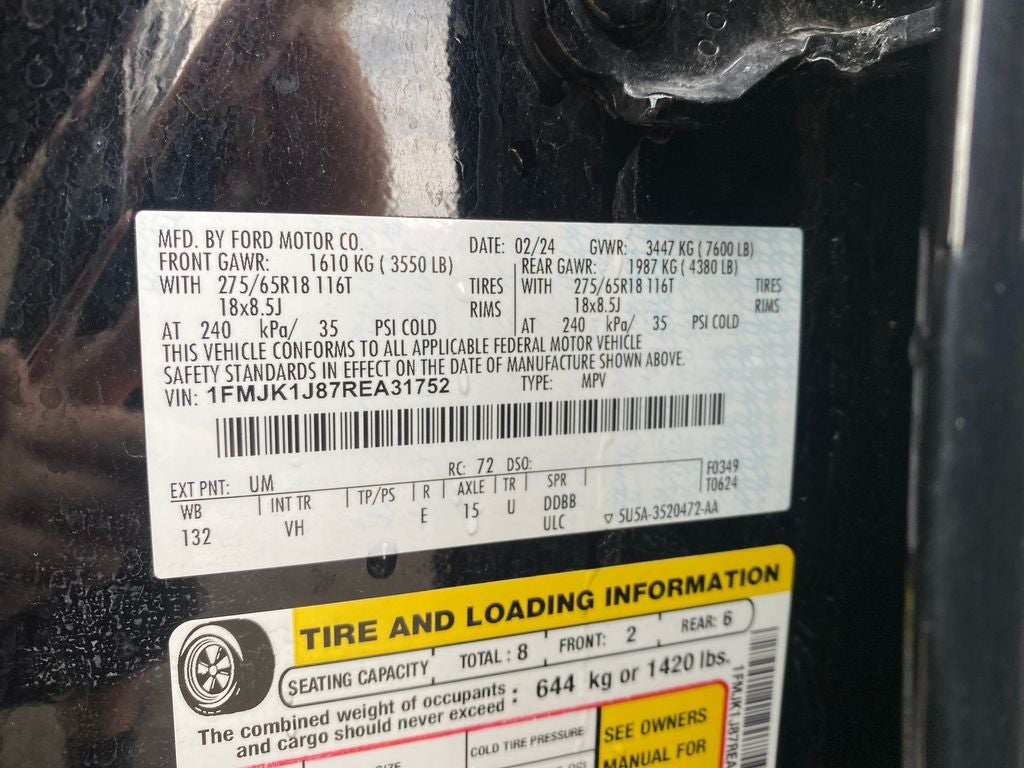 MFD. BY FORD MOTOR CO. DATE: 02/24 GVWR: 3447 KG (7600 LB)
FRONT GAWR: 1610 KG ( 3550 LB) REAR GAWR: 1987 KG ( 4380 LB)
WITH 275/65R18 116T TIRES WITH 275/65R18 116T TIRES
18x8.5J RIMS 18x8.5J RIMS
AT 240 kPa/ 35 PSI COLD AT 240 kPa/ 35 PSI COLD
THIS VEHICLE CONFORMS TO ALL APPLICABLE FEDERAL MOTOR VEHICLE
SAFETY STANDARDS IN EFFECT ON THE DATE OF MANUFACTURE SHOWN ABOVE.
VIN: 1FMJK1J87REA31752 TYPE: MPV
EXT PNT: UM RC: 72 DSO: F0349
WB INT TR TP/PS R AXLE TR SPR T0624
132 VH E 15 U DDBB
ULC 5U5A-3520472-AA
TIRE AND LOADING INFORMATION
SEATING CAPACITY TOTAL : 8 FRONT: 2 REAR: 6
The combined weight of occupants : 644 kg or 1420 lbs.
and cargo should never exceed
COLD TIRE PRESSURE
SEE OWNERS
MANUAL FOR
1FMJK1J87REA